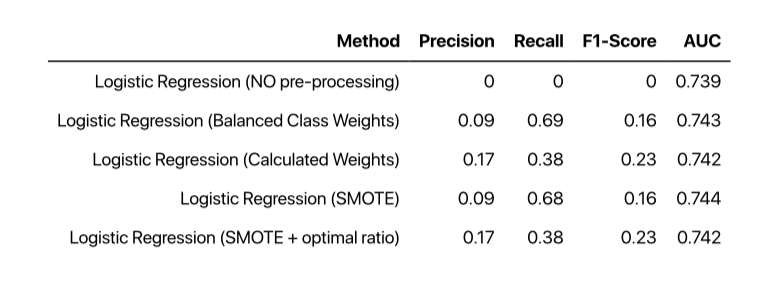 Method Precision Recall F1-Score AUC
Logistic Regression (NO pre-processing) 0 0 0 0.739
Logistic Regression (Balanced Class Weights) 0.09 0.69 0.16 0.743
Logistic Regression (Calculated Weights) 0.17 0.38 0.23 0.742
Logistic Regression (SMOTE) 0.09 0.68 0.16 0.744
Logistic Regression (SMOTE + optimal ratio) 0.17 0.38 0.23 0.742